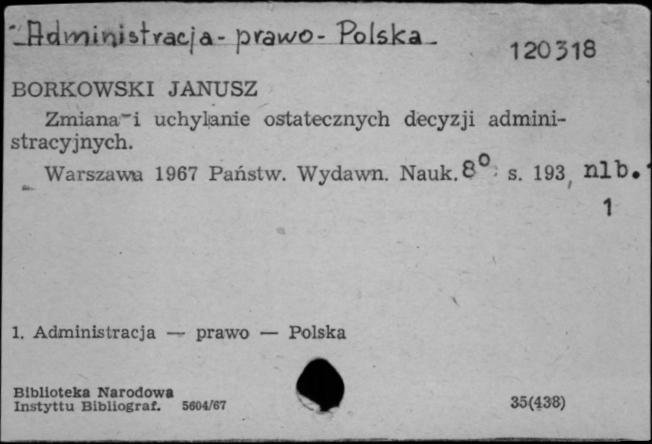 Administracja - prawo - Polska
120318
BORKOWSKI JANUSZ
Zmiana i uchylanie ostatecznych decyzji admini-
stracyjnych.
Warszawa 1967 Państw. Wydawn. Nauk. 8° s. 193, nlb.
1
1. Administracja — prawo — Polska
Biblioteka Narodowa
Instyttu Bibliograf. 5604/67
35(438)